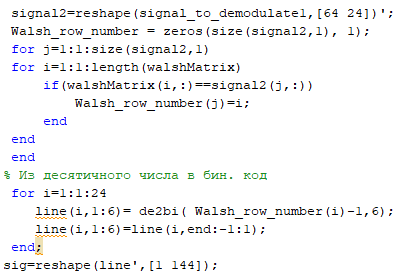 signal2=reshape(signal_to_demodulate1,[64 24])';
Walsh_row_number = zeros(size(signal2,1), 1);
for j=1:1:size(signal2,1)
for i=1:1:length(walshMatrix)
if(walshMatrix(i,:)==signal2(j,:))
Walsh_row_number(j)=i;
end
end
end
% Из десятичного числа в бин. код
for i=1:1:24
line(i,1:6)= de2bi( Walsh_row_number(i)-1,6);
line(i,1:6)=line(i,end:-1:1);
end;
sig=reshape(line',[1 144]);